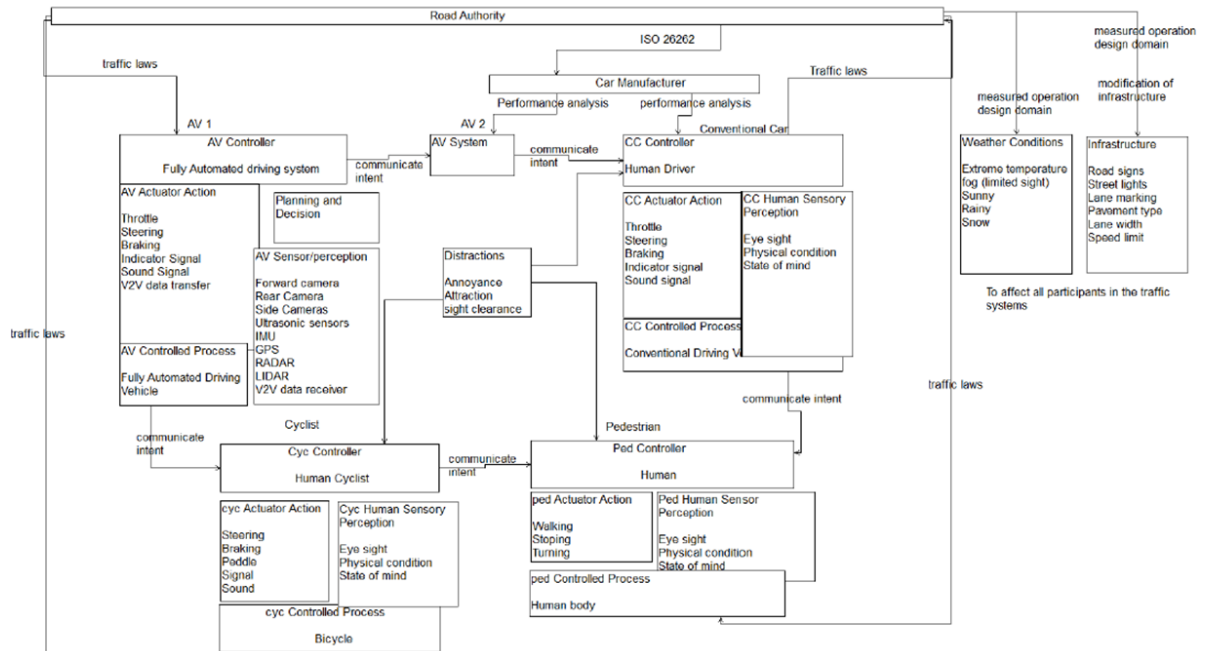 Road Authority
ISO 26262
measured operation
design domain
traffic laws
Traffic laws
Car Manufacturer
modification of
infrastructure
Performance analysis
performance analysis
measured operation
design domain
AV 1
AV 2
Conventional Car
AV Controller
Fully Automated driving system
communicate
intent
AV System
communicate
intent
CC Controller
Human Driver
Weather Conditions
Extreme temperature
fog (limited sight)
Sunny
Rainy
Snow
Infrastructure
Road signs
Street lights
Lane marking
Pavement type
Lane width
Speed limit
AV Actuator Action
Throttle
Steering
Braking
Indicator Signal
Sound Signal
V2V data transfer
Planning and
Decision
AV Sensor/perception
Forward camera
Rear Camera
Side Cameras
Ultrasonic sensors
IMU
GPS
RADAR
LIDAR
V2V data receiver
Distractions
Annoyance
Attraction
sight clearance
CC Actuator Action
Throttle
Steering
Braking
Indicator signal
Sound signal
CC Human Sensory
Perception
Eye sight
Physical condition
State of mind
To affect all participants in the traffic
systems
traffic laws
AV Controlled Process
Fully Automated Driving
Vehicle
CC Controlled Process
Conventional Driving
traffic laws
communicate intent
Cyclist
Pedestrian
communicate
intent
Cyc Controller
Human Cyclist
communicate
intent
Ped Controller
Human
cyc Actuator Action
Steering
Braking
Peddle
Signal
Sound
Cyc Human Sensory
Perception
Eye sight
Physical condition
State of mind
ped Actuator Action
Walking
Stoping
Turning
Ped Human Sensor
Perception
Eye sight
Physical condition
State of mind
ped Controlled Process
Human body
cyc Controlled Process
Bicycle